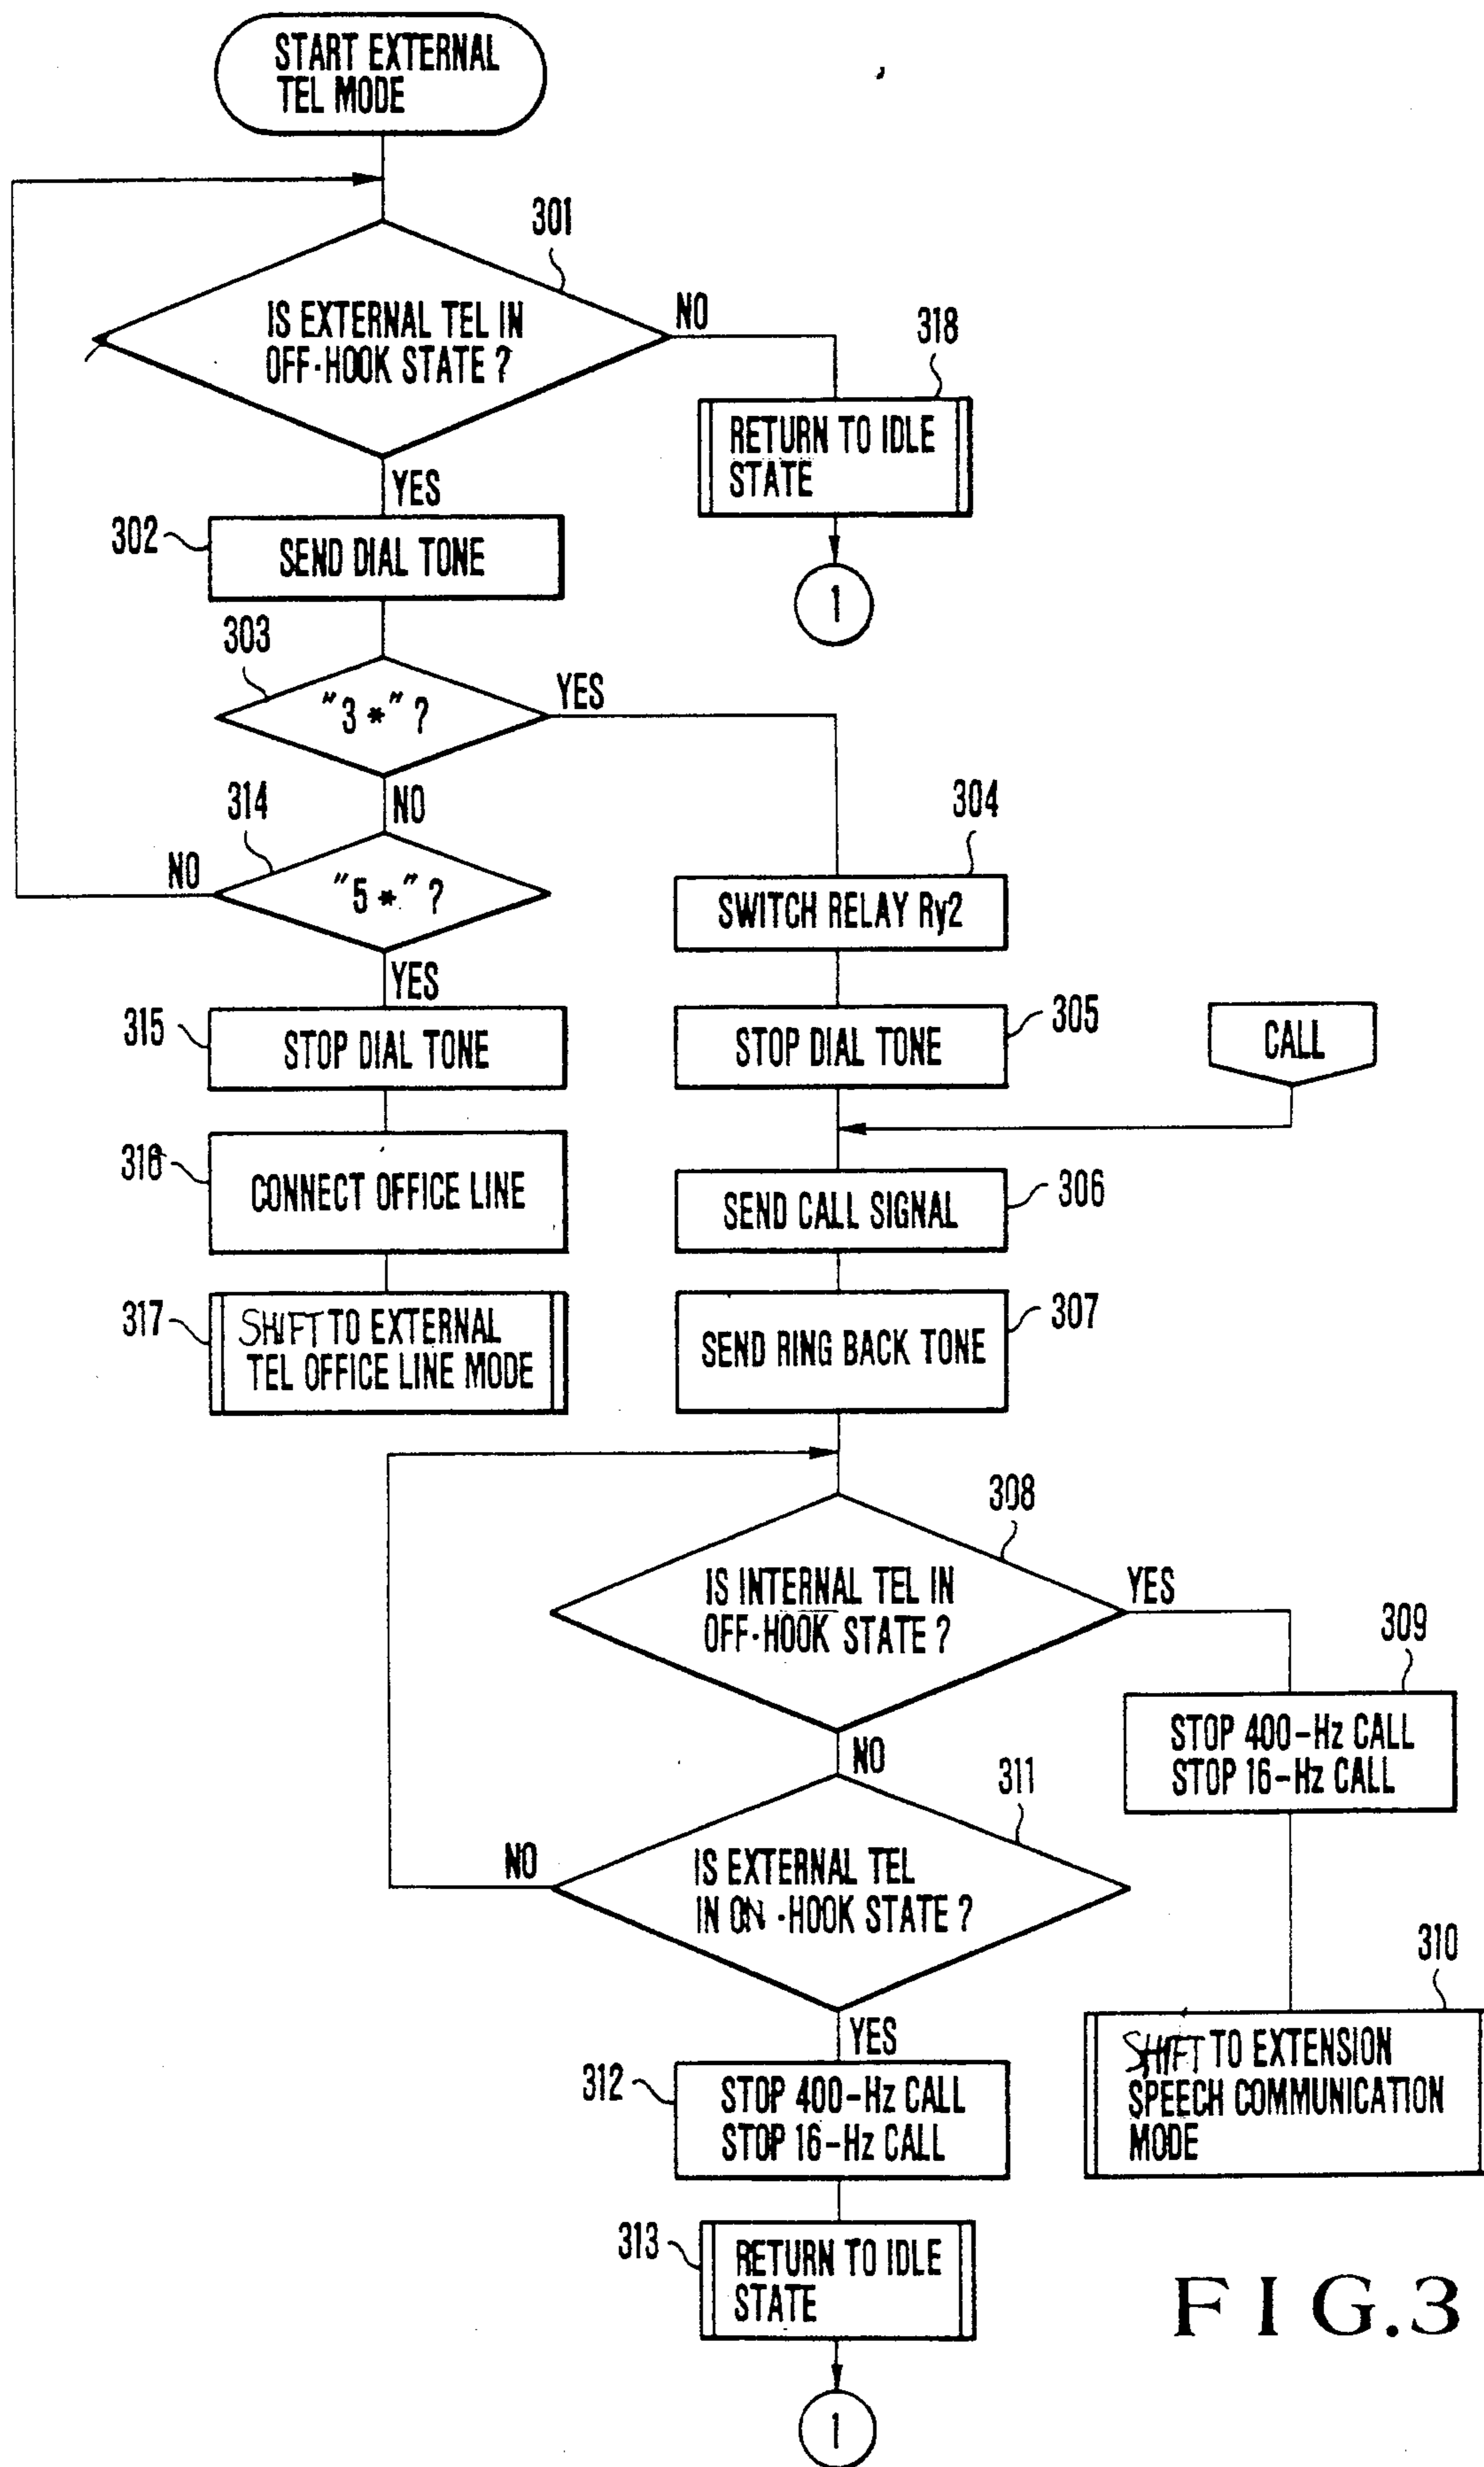 START EXTERNAL
TEL MODE
301
IS EXTERNAL TEL IN
OFF-HOOK STATE ?
NO
318
RETURN TO IDLE
STATE
1
YES
302
SEND DIAL TONE
303
"3 *" ?
YES
NO
314
"5 *" ?
NO
YES
304
SWITCH RELAY Ry2
315
STOP DIAL TONE
305
STOP DIAL TONE
CALL
316
CONNECT OFFICE LINE
306
SEND CALL SIGNAL
317
SHIFT TO EXTERNAL
TEL OFFICE LINE MODE
307
SEND RING BACK TONE
308
IS INTERNAL TEL IN
OFF-HOOK STATE ?
YES
309
STOP 400-Hz CALL
STOP 16-Hz CALL
NO
311
IS EXTERNAL TEL
IN ON-HOOK STATE ?
NO
YES
310
SHIFT TO EXTENSION
SPEECH COMMUNICATION
MODE
312
STOP 400-Hz CALL
STOP 16-Hz CALL
313
RETURN TO IDLE
STATE
1
FIG.3